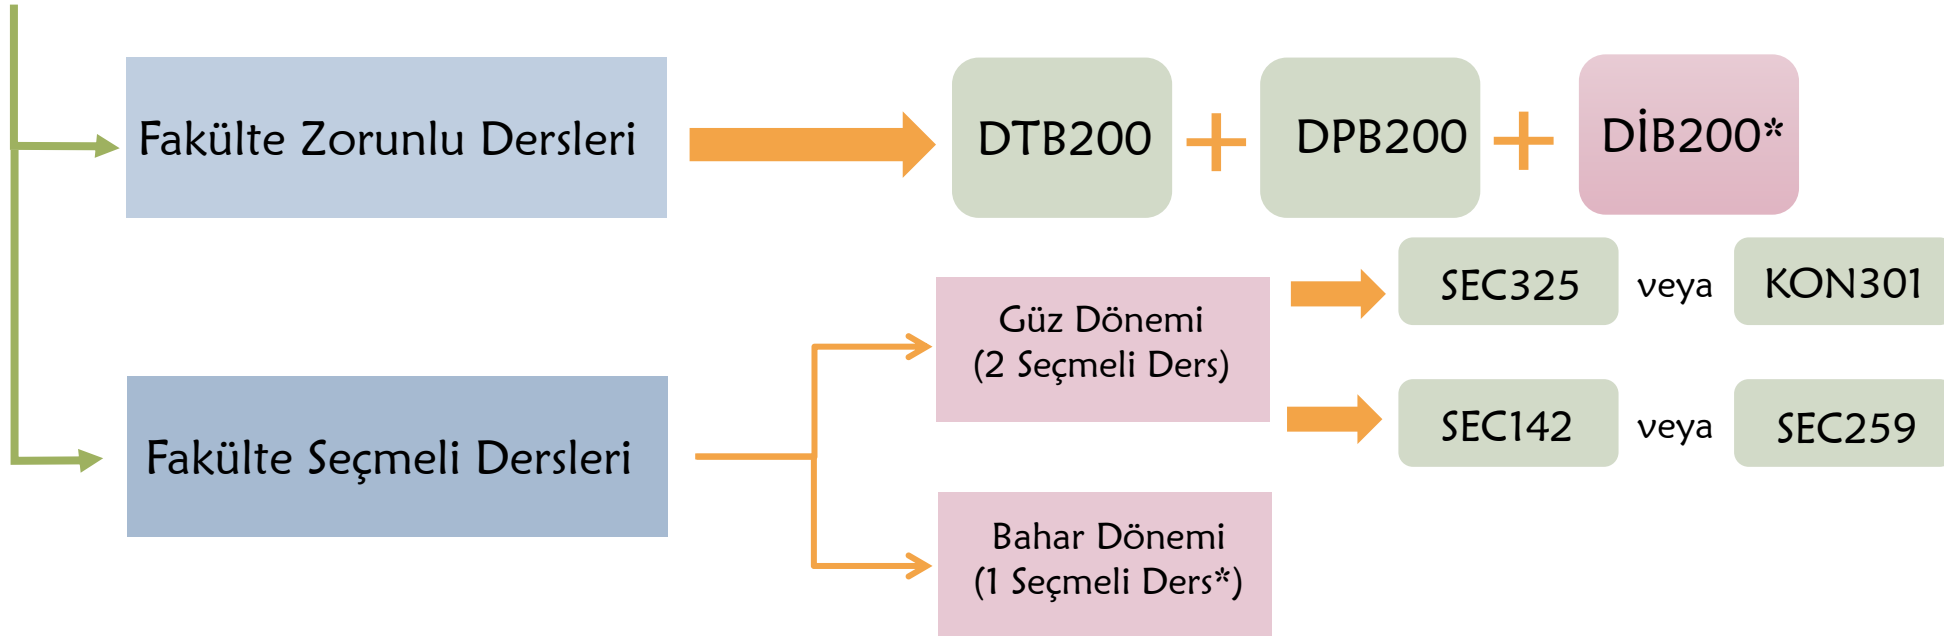 Fakülte Zorunlu Dersleri
DTB200
DPB200
DİB200*
Fakülte Seçmeli Dersleri
Güz Dönemi
(2 Seçmeli Ders)
SEC325 veya KON301
SEC142 veya SEC259
Bahar Dönemi
(1 Seçmeli Ders*)